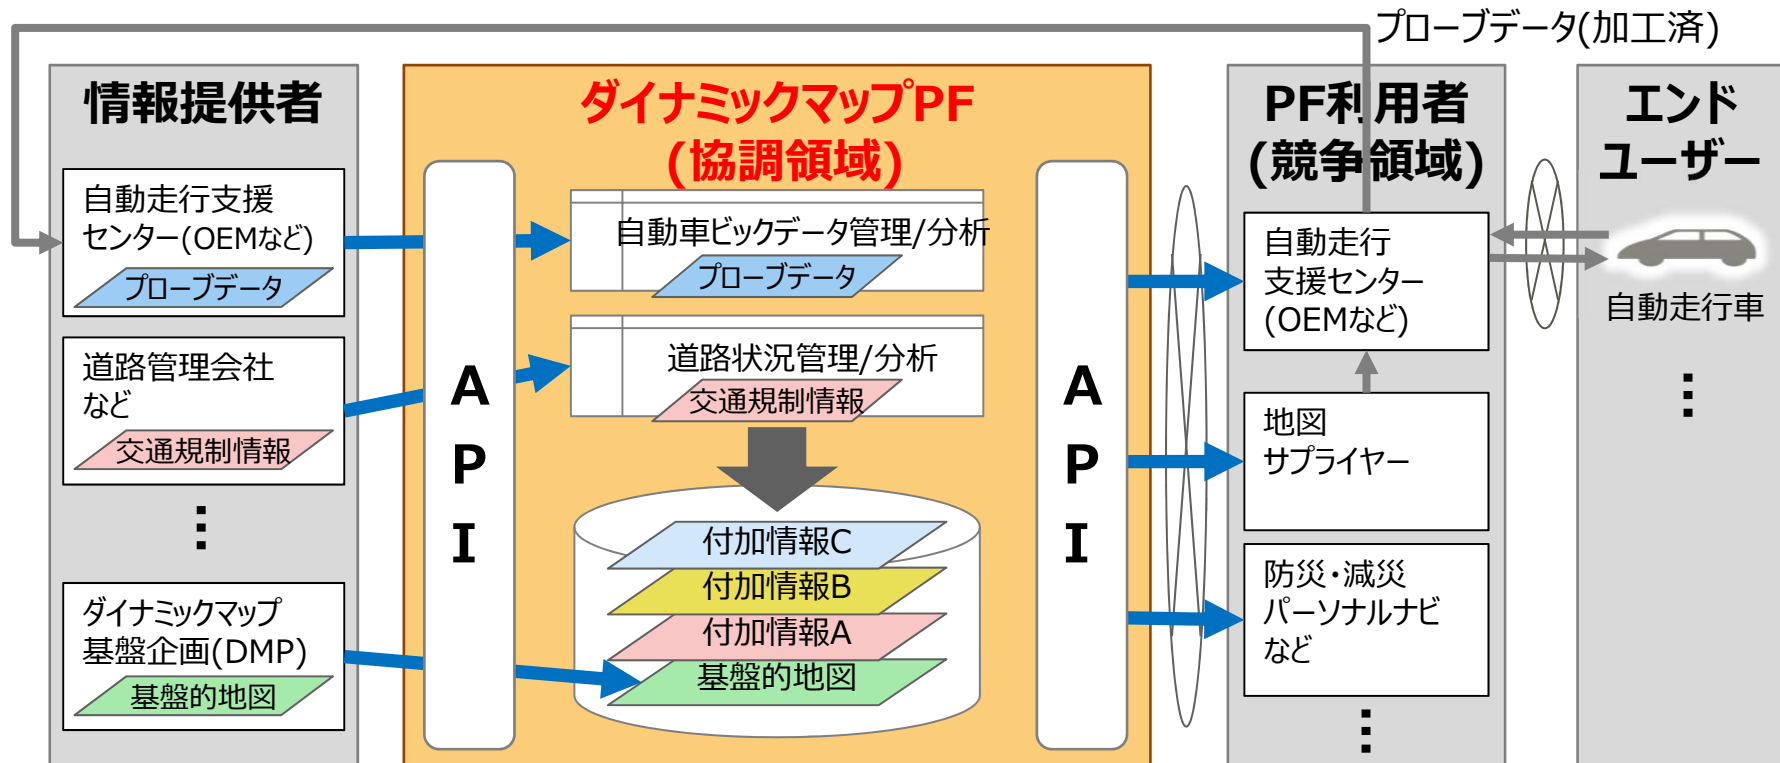 プローブデータ(加工済)
情報提供者
自動走行支援
センター(OEMなど)
プローブデータ
道路管理会社
など
交通規制情報
⋮
ダイナミックマップ
基盤企画(DMP)
基盤的地図
ダイナミックマップPF
(協調領域)
A
P
I
自動車ビックデータ管理/分析
プローブデータ
道路状況管理/分析
交通規制情報
付加情報C
付加情報B
付加情報A
基盤的地図
A
P
I
PF利用者
(競争領域)
自動走行
支援センター
(OEMなど)
地図
サプライヤー
防災・減災
パーソナルナビ
など
⋮
エンド
ユーザー
自動走行車
⋮